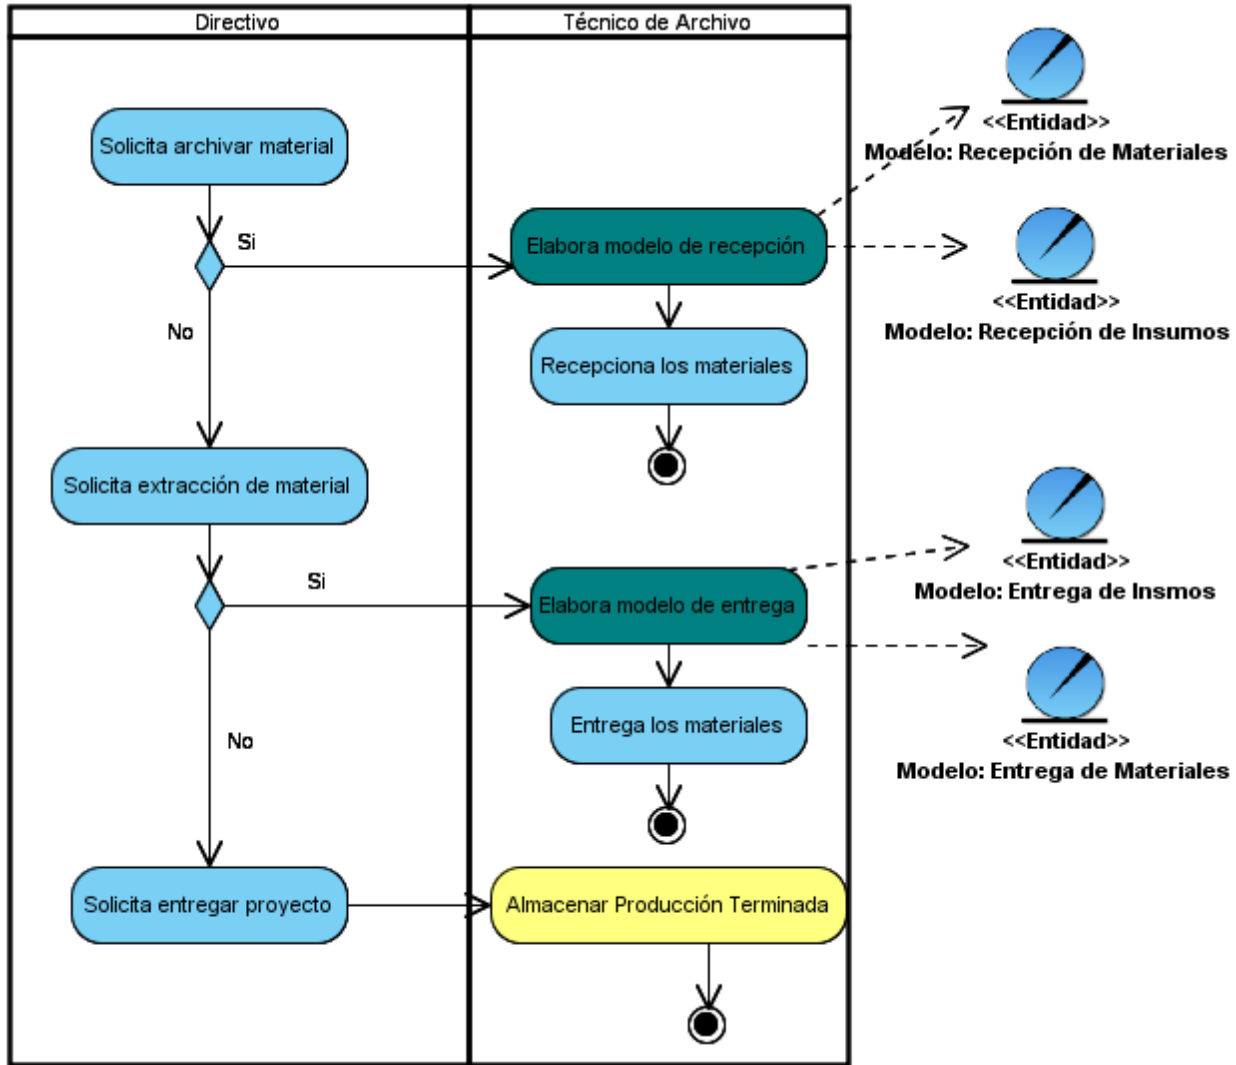 Directivo
Técnico de Archivo
Solicita archivar material
Si
No
Elabora modelo de recepción
Recepciona los materiales
<<Entidad>>
Modelo: Recepción de Materiales
<<Entidad>>
Modelo: Recepción de Insumos
Solicita extracción de material
Si
No
Elabora modelo de entrega
Entrega los materiales
<<Entidad>>
Modelo: Entrega de Insmos
<<Entidad>>
Modelo: Entrega de Materiales
Solicita entregar proyecto
Almacenar Producción Terminada